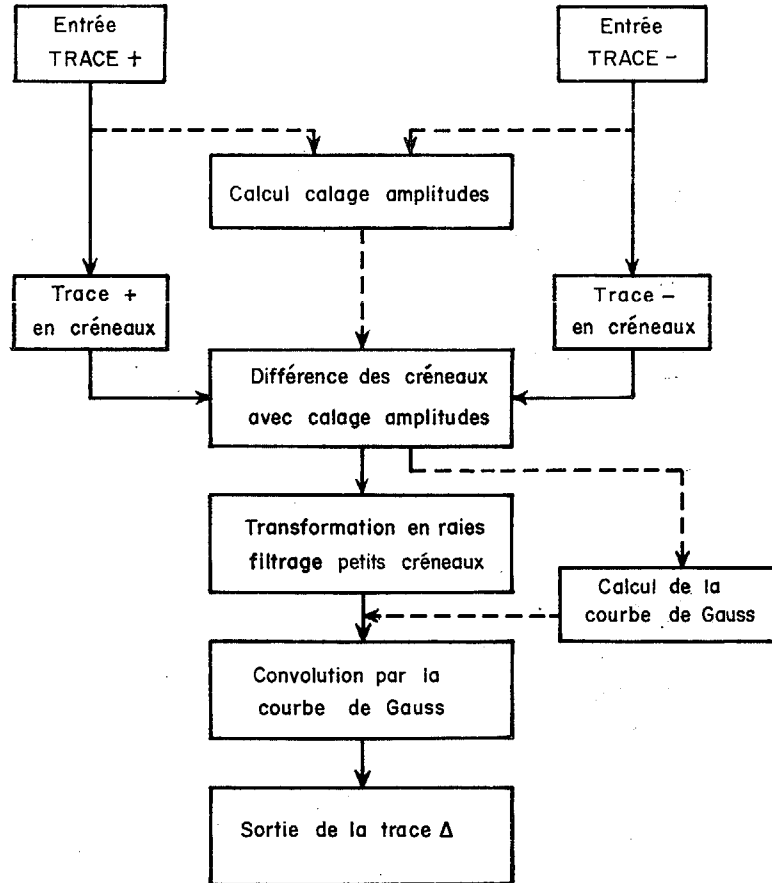 Entrée
TRACE +
Entrée
TRACE −
Calcul calage amplitudes
Trace +
en créneaux
Trace −
en créneaux
Différence des créneaux
avec calage amplitudes
Transformation en raies
filtrage petits créneaux
Calcul de la
courbe de Gauss
Convolution par la
courbe de Gauss
Sortie de la trace Δ